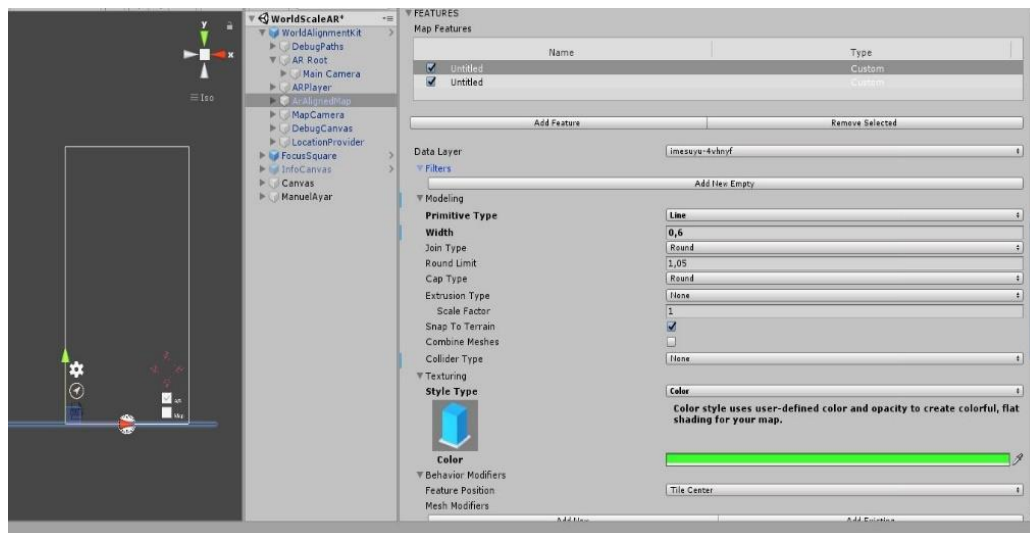 y
x
Iso
WorldScaleAR*
WorldAlignmentKit
DebugPaths
AR Root
Main Camera
ARPlayer
ArAlignedMap
MapCamera
DebugCanvas
LocationProvider
FocusSquare
InfoCanvas
Canvas
ManuelAyar
FEATURES
Map Features
Name Type
Untitled Custom
Untitled Custom
Add Feature Remove Selected
Data Layer imesuyu-4vhnyf
Filters
Add New Empty
Modeling
Primitive Type Line
Width 0,6
Join Type Round
Round Limit 1,05
Cap Type Round
Extrusion Type None
Scale Factor 1
Snap To Terrain
Combine Meshes
Collider Type None
Texturing
Style Type Color
Color style uses user-defined color and opacity to create colorful, flat
shading for your map.
Color
Behavior Modifiers
Feature Position Tile Center
Mesh Modifiers
Add New Add Existing